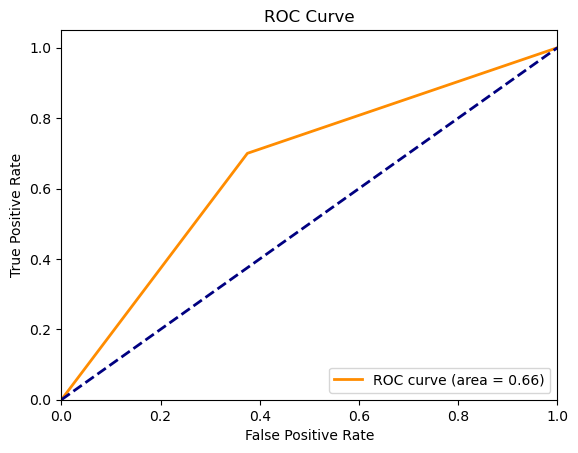 ROC Curve
True Positive Rate
1.0
0.8
0.6
0.4
0.2
0.0
ROC curve (area = 0.66)
0.0 0.2 0.4 0.6 0.8 1.0
False Positive Rate